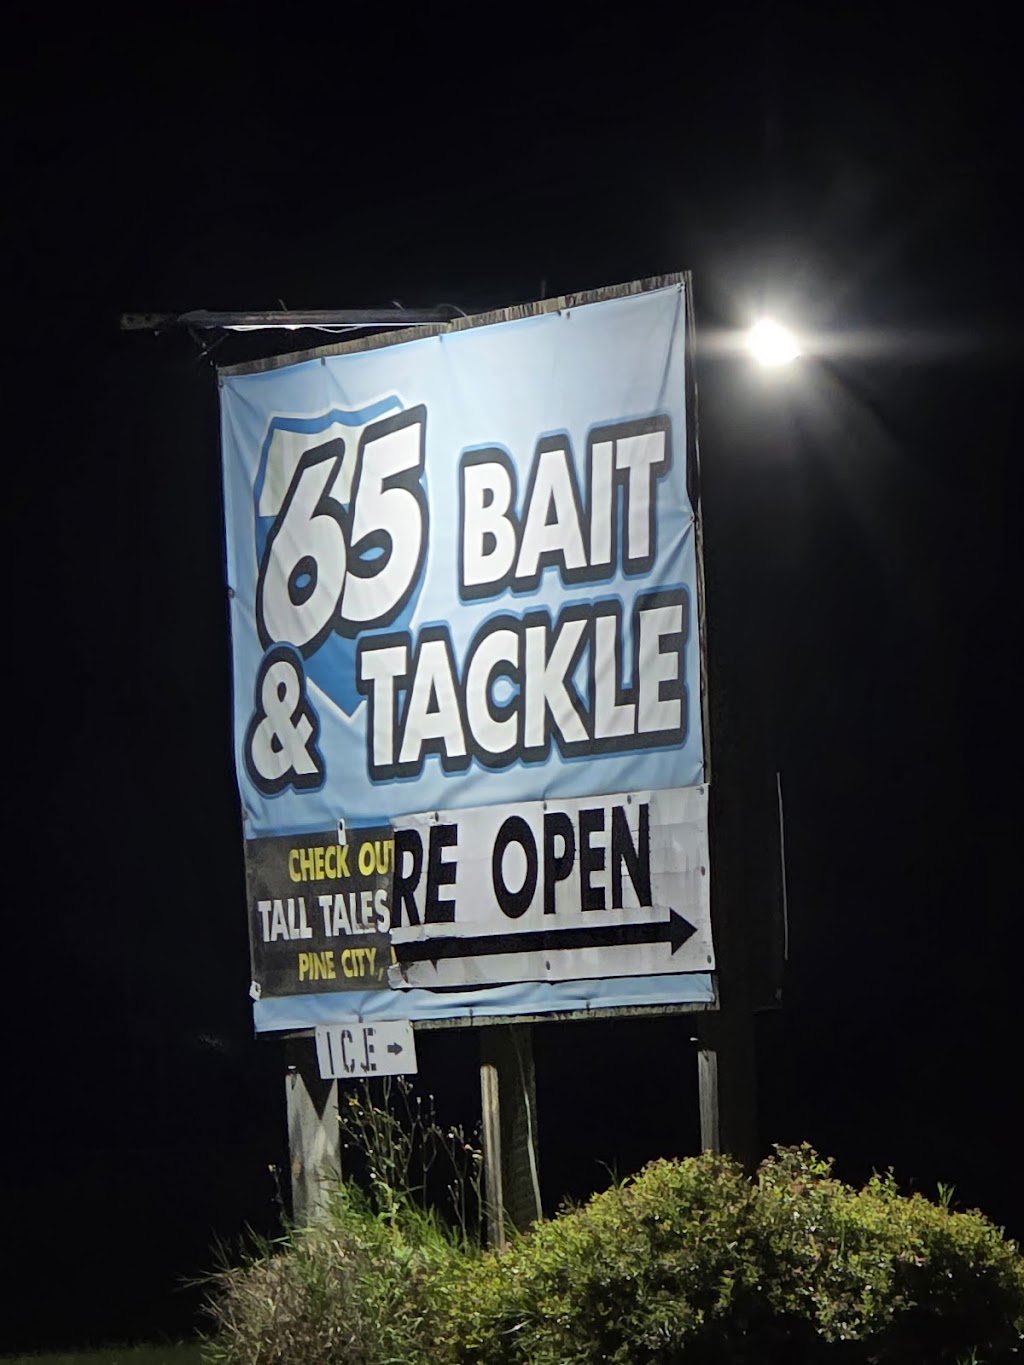 65 BAIT
& TACKLE
CHECK OUT
TALL TALES
PINE CITY,
RE OPEN
ICE